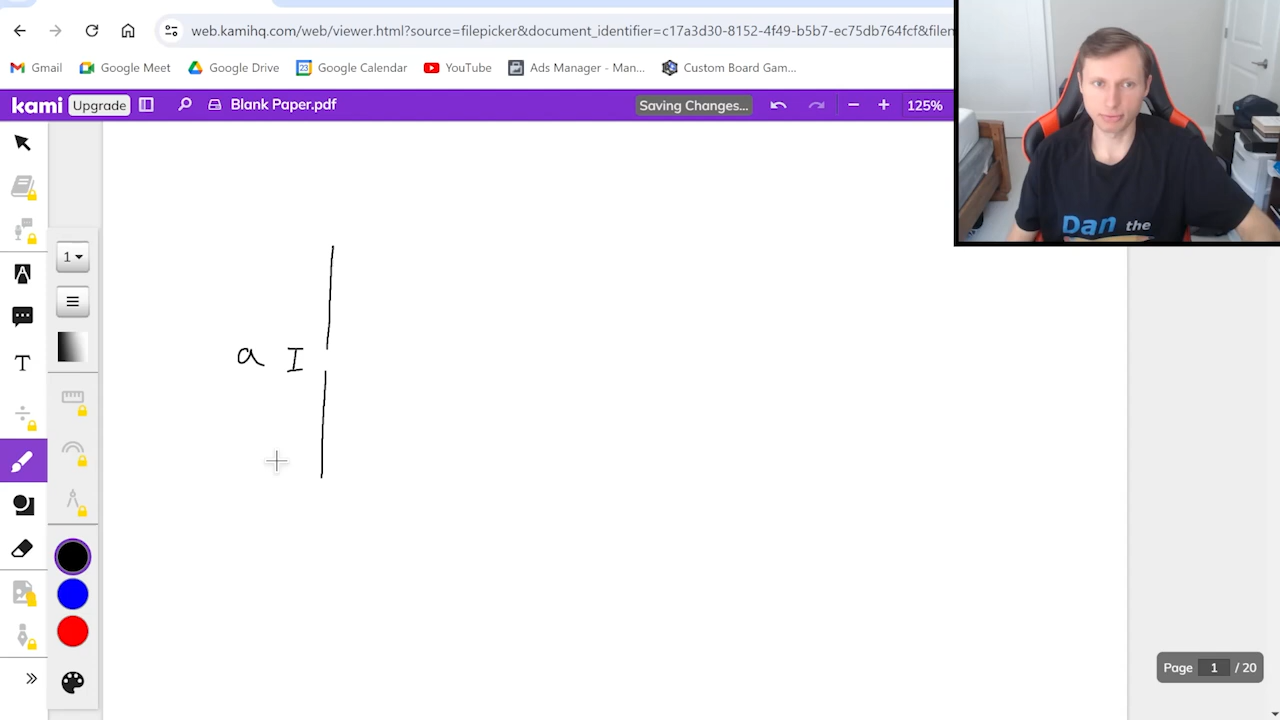 web.kamihq.com/web/viewer.html?source=filepicker&document_identifier=c17a3d30-8152-4f49-b5b7-ec75db764fcf&filen
Gmail Google Meet Google Drive 23 Google Calendar YouTube Ads Manager - Man... Custom Board Gam...
kami Upgrade Blank Paper.pdf Saving Changes... 125%
Dan the
1
A
T
a I
Page 1 / 20